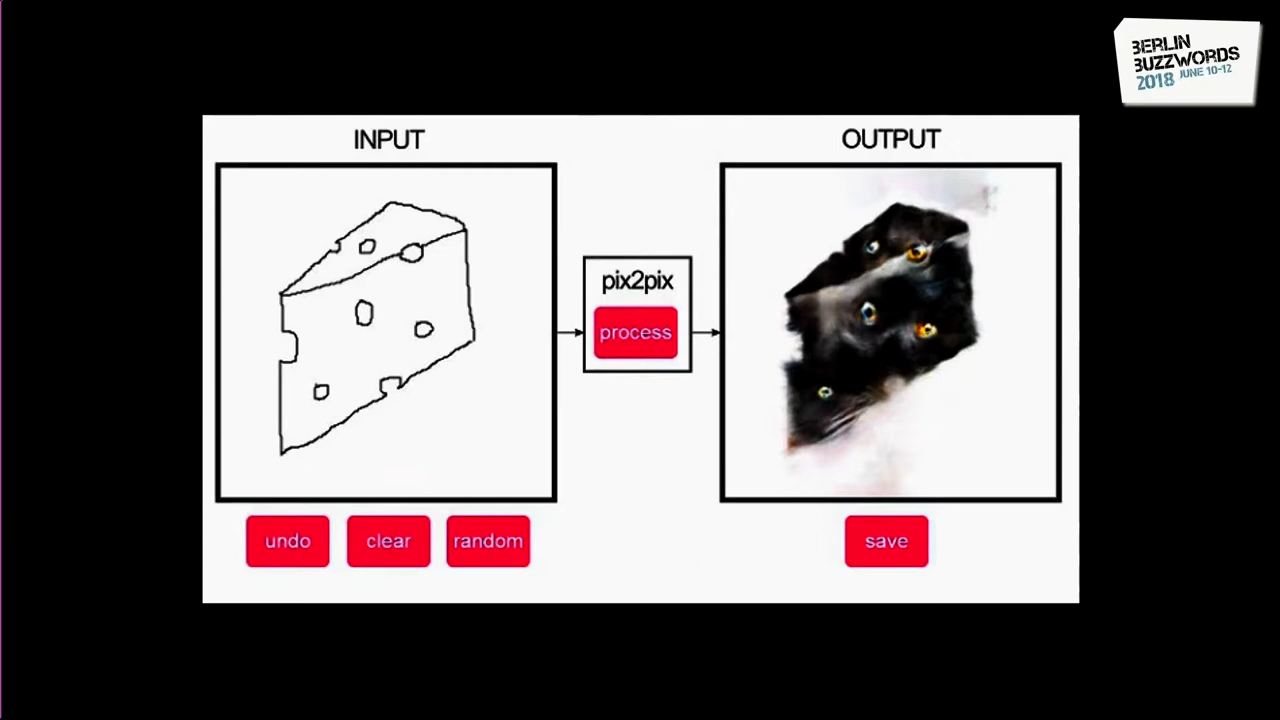 BERLIN
BUZZWORDS
2018 JUNE 10-12
INPUT
OUTPUT
pix2pix
process
undo
clear
random
save